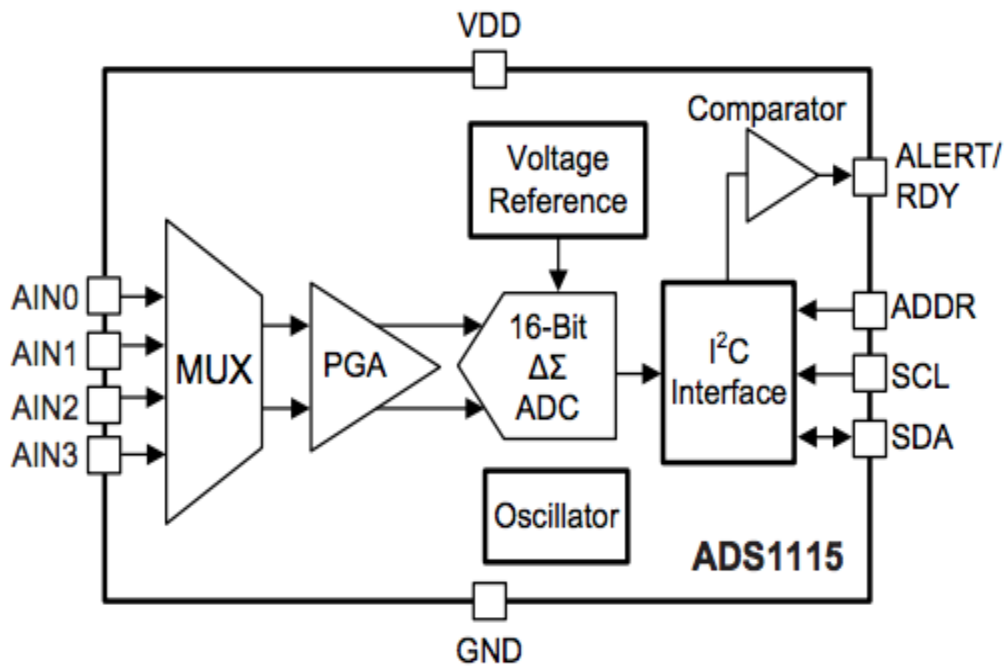 VDD
Comparator
Voltage
Reference
ALERT/
RDY
AIN0
AIN1
AIN2
AIN3
MUX
PGA
16-Bit
ΔΣ
ADC
I²C
Interface
ADDR
SCL
SDA
Oscillator
ADS1115
GND